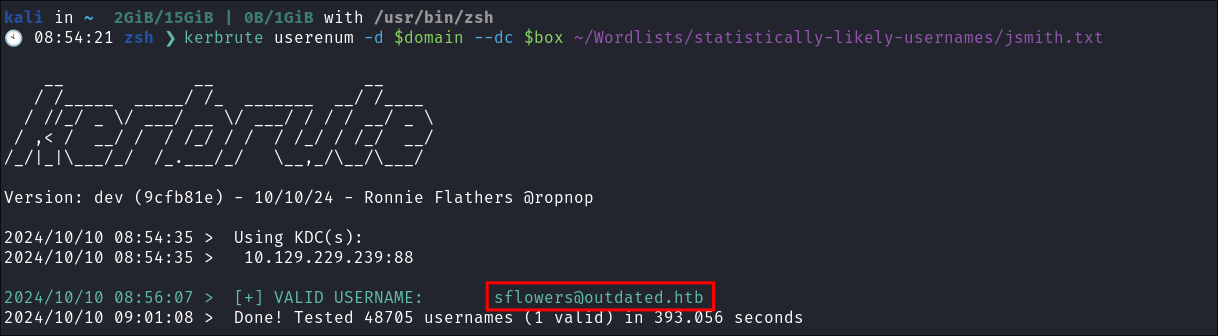 kali in ~  2GiB/15GiB | 0B/1GiB with /usr/bin/zsh
🕙 08:54:21 zsh ❯ kerbrute userenum -d $domain --dc $box ~/Wordlists/statistically-likely-usernames/jsmith.txt
    __             __               __
   / /_____  _____/ /_  _______  __/ /____
  / //_/ _ \/ ___/ __ \/ ___/ / / / __/ _ \
 / ,< /  __/ /  / /_/ / /  / /_/ / /_/  __/
/_/|_|\___/_/  /_.___/_/   \__,_/\__/\___/
Version: dev (9cfb81e) - 10/10/24 - Ronnie Flathers @ropnop
2024/10/10 08:54:35 >  Using KDC(s):
2024/10/10 08:54:35 >   10.129.229.239:88
2024/10/10 08:56:07 >  [+] VALID USERNAME:       sflowers@outdated.htb
2024/10/10 09:01:08 >  Done! Tested 48705 usernames (1 valid) in 393.056 seconds